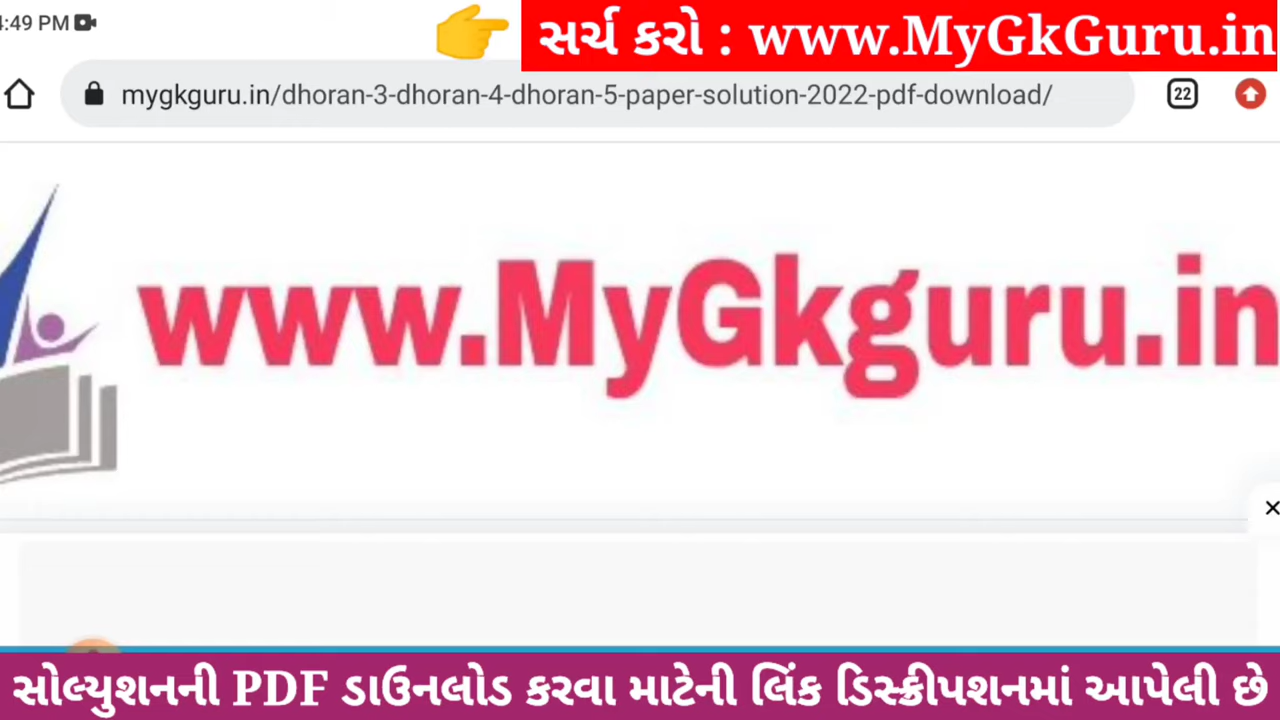 :49 PM
સર્ચ કરો : www.MyGkGuru.in
mygkguru.in/dhoran-3-dhoran-4-dhoran-5-paper-solution-2022-pdf-download/
22
www.MyGkguru.in
સોલ્યુશનની PDF ડાઉનલોડ કરવા માટેની લિંક ડિસ્ક્રીપશનમાં આપેલી છે